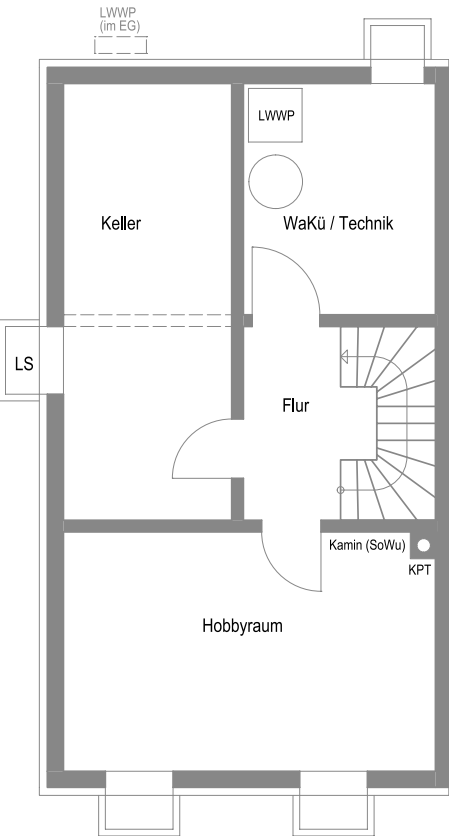 LWWP
(im EG)
LWWP
Keller
WaKü / Technik
LS
Flur
Kamin (SoWu)
KPT
Hobbyraum